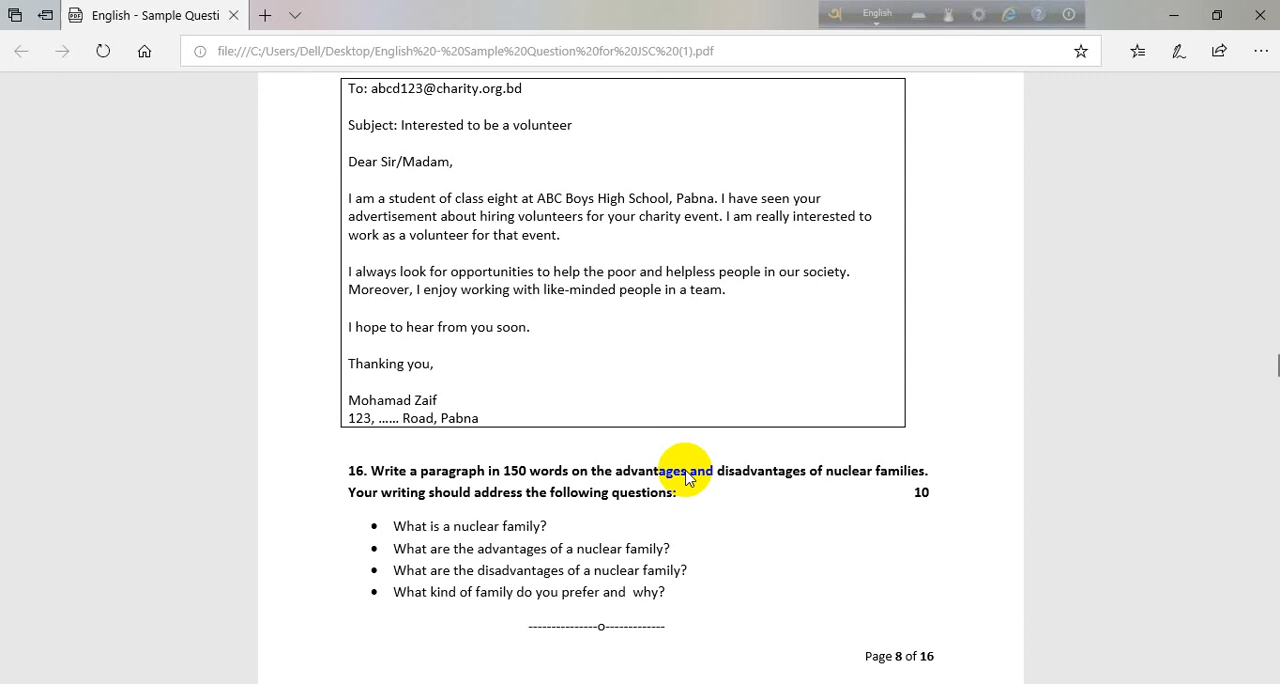 English - Sample Questi
English
file:///C:/Users/Dell/Desktop/English%20-%20Sample%20Question%20for%20JSC%20(1).pdf
To: abcd123@charity.org.bd
Subject: Interested to be a volunteer
Dear Sir/Madam,
I am a student of class eight at ABC Boys High School, Pabna. I have seen your
advertisement about hiring volunteers for your charity event. I am really interested to
work as a volunteer for that event.
I always look for opportunities to help the poor and helpless people in our society.
Moreover, I enjoy working with like-minded people in a team.
I hope to hear from you soon.
Thanking you,
Mohamad Zaif
123, ...... Road, Pabna
16. Write a paragraph in 150 words on the advantages and disadvantages of nuclear families.
Your writing should address the following questions: 10
• What is a nuclear family?
• What are the advantages of a nuclear family?
• What are the disadvantages of a nuclear family?
• What kind of family do you prefer and why?
---------------o-------------
Page 8 of 16